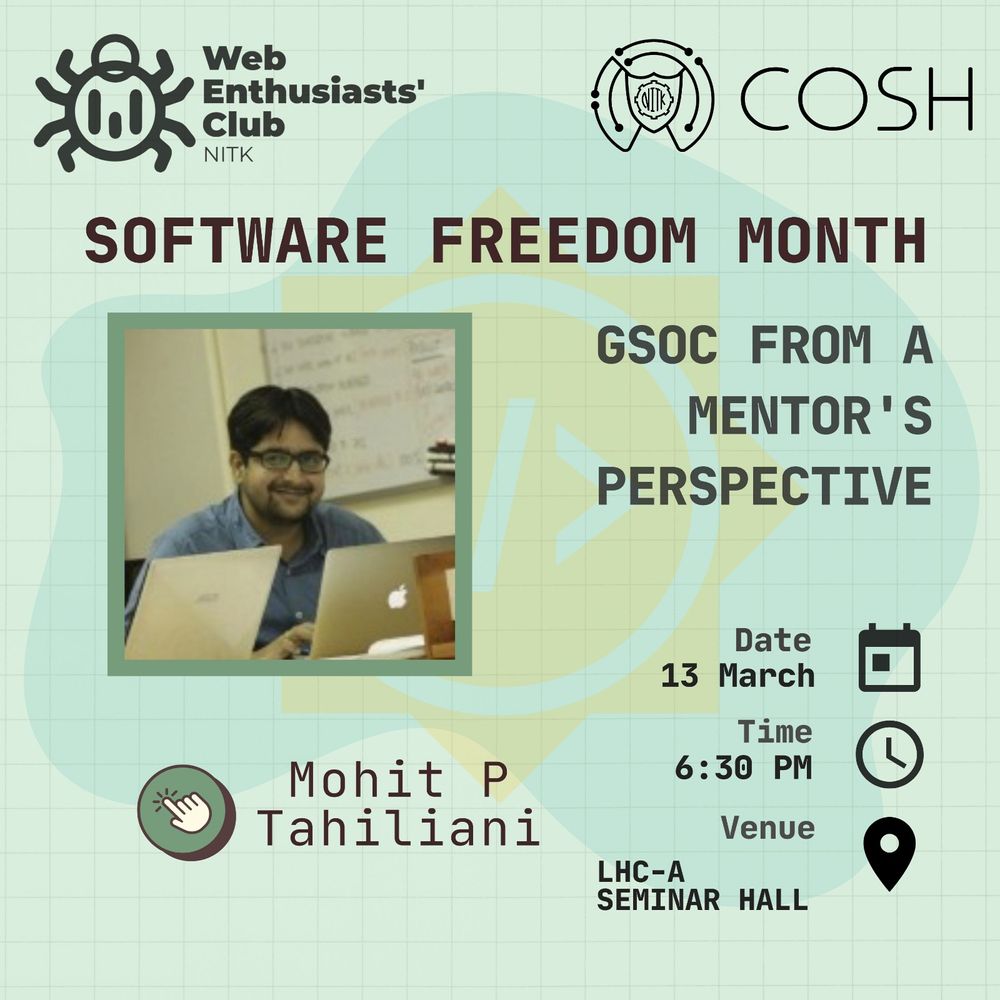 Web
Enthusiasts'
Club
NITK
NITK
COSH
SOFTWARE FREEDOM MONTH
GSOC FROM A
MENTOR'S
PERSPECTIVE
Date
13 March
Time
6:30 PM
Venue
LHC-A
SEMINAR HALL
Mohit P
Tahiliani